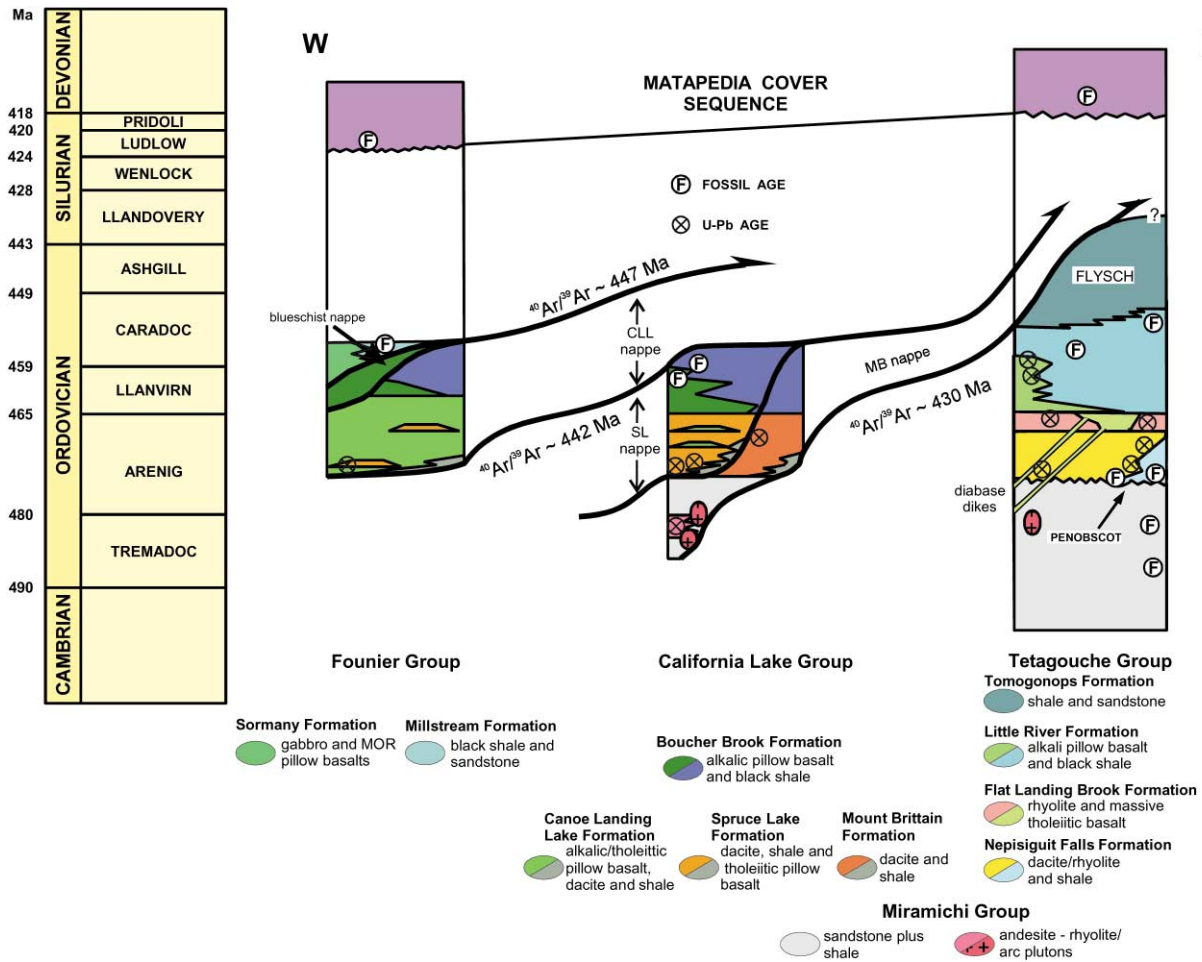 Ma
W
DEVONIAN
SILURIAN
ORDOVICIAN
CAMBRIAN
418
420
424
428
443
449
459
465
480
490
PRIDOLI
LUDLOW
WENLOCK
LLANDOVERY
ASHGILL
CARADOC
LLANVIRN
ARENIG
TREMADOC
MATAPEDIA COVER
SEQUENCE
F FOSSIL AGE
U-Pb AGE
F
F
F
F
F
F
F
F
F
F
F
blueschist nappe
⁴⁰Ar/³⁹Ar ~ 447 Ma
CLL
nappe
⁴⁰Ar/³⁹Ar ~ 442 Ma
SL
nappe
MB nappe
⁴⁰Ar/³⁹Ar ~ 430 Ma
?
FLYSCH
diabase
dikes
PENOBSCOT
Founier Group
California Lake Group
Tetagouche Group
Sormany Formation
gabbro and MOR
pillow basalts
Millstream Formation
black shale and
sandstone
Boucher Brook Formation
alkalic pillow basalt
and black shale
Canoe Landing
Lake Formation
alkalic/tholeittic
pillow basalt,
dacite and shale
Spruce Lake
Formation
dacite, shale and
tholeiitic pillow
basalt
Mount Brittain
Formation
dacite and
shale
Tomogonops Formation
shale and sandstone
Little River Formation
alkali pillow basalt
and black shale
Flat Landing Brook Formation
rhyolite and massive
tholeiitic basalt
Nepisiguit Falls Formation
dacite/rhyolite
and shale
Miramichi Group
sandstone plus
shale
andesite - rhyolite/
arc plutons